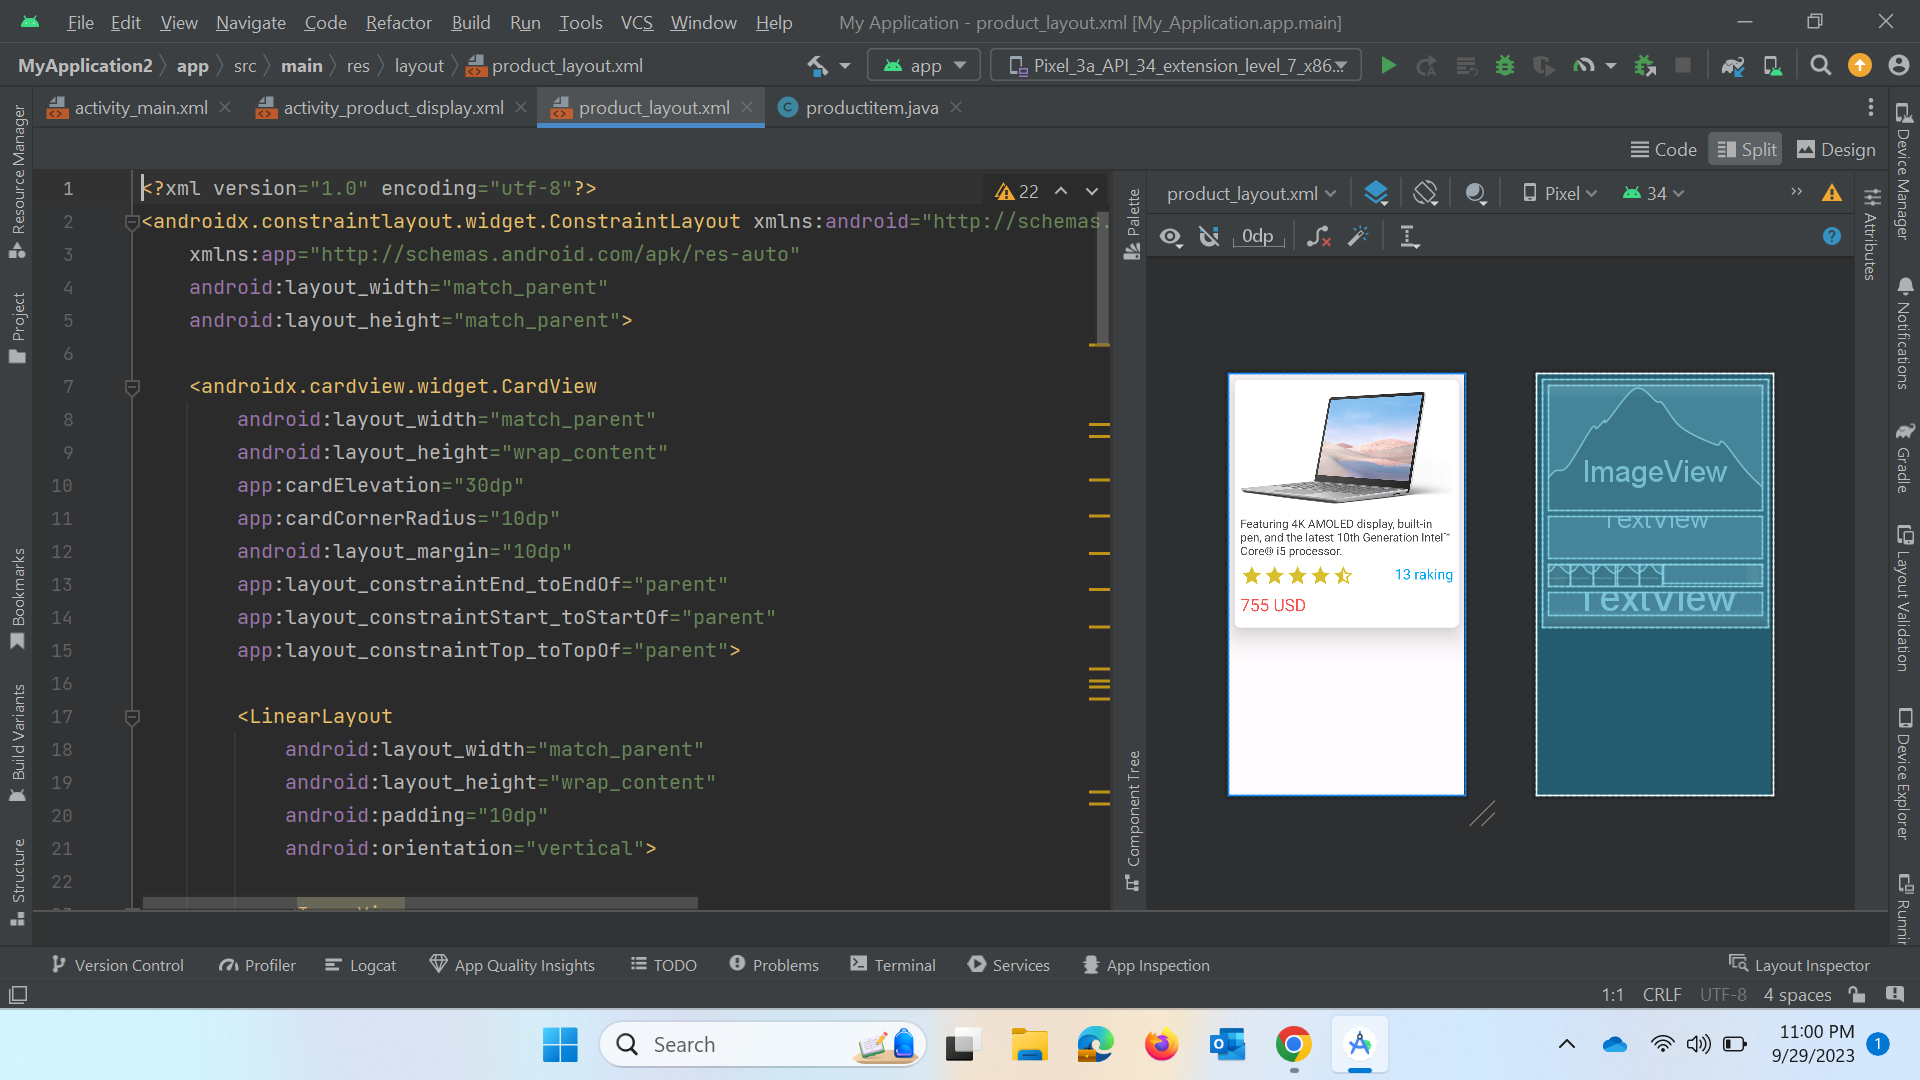 File Edit View Navigate Code Refactor Build Run Tools VCS Window Help My Application - product_layout.xml [My_Application.app.main]
MyApplication2 app src main res layout product_layout.xml app Pixel_3a_API_34_extension_level_7_x86...
activity_main.xml activity_product_display.xml product_layout.xml productitem.java
Code Split Design
Resource Manager
Project
Bookmarks
Build Variants
Structure
1 <?xml version="1.0" encoding="utf-8"?>
22
2 <androidx.constraintlayout.widget.ConstraintLayout xmlns:android="http://schemas.
3 xmlns:app="http://schemas.android.com/apk/res-auto"
4 android:layout_width="match_parent"
5 android:layout_height="match_parent">
6
7 <androidx.cardview.widget.CardView
8 android:layout_width="match_parent"
9 android:layout_height="wrap_content"
10 app:cardElevation="30dp"
11 app:cardCornerRadius="10dp"
12 android:layout_margin="10dp"
13 app:layout_constraintEnd_toEndOf="parent"
14 app:layout_constraintStart_toStartOf="parent"
15 app:layout_constraintTop_toTopOf="parent">
16
17 <LinearLayout
18 android:layout_width="match_parent"
19 android:layout_height="wrap_content"
20 android:padding="10dp"
21 android:orientation="vertical">
22
Palette
Component Tree
product_layout.xml Pixel 34
0dp
Featuring 4K AMOLED display, built-in
pen, and the latest 10th Generation Intel™
Core® i5 processor.
13 raking
755 USD
ImageView
TextView
TextView
Attributes
Device Manager
Notifications
Gradle
Layout Validation
Device Explorer
Version Control Profiler Logcat App Quality Insights TODO Problems Terminal Services App Inspection Layout Inspector
1:1 CRLF UTF-8 4 spaces
Search
11:00 PM
9/29/2023
1